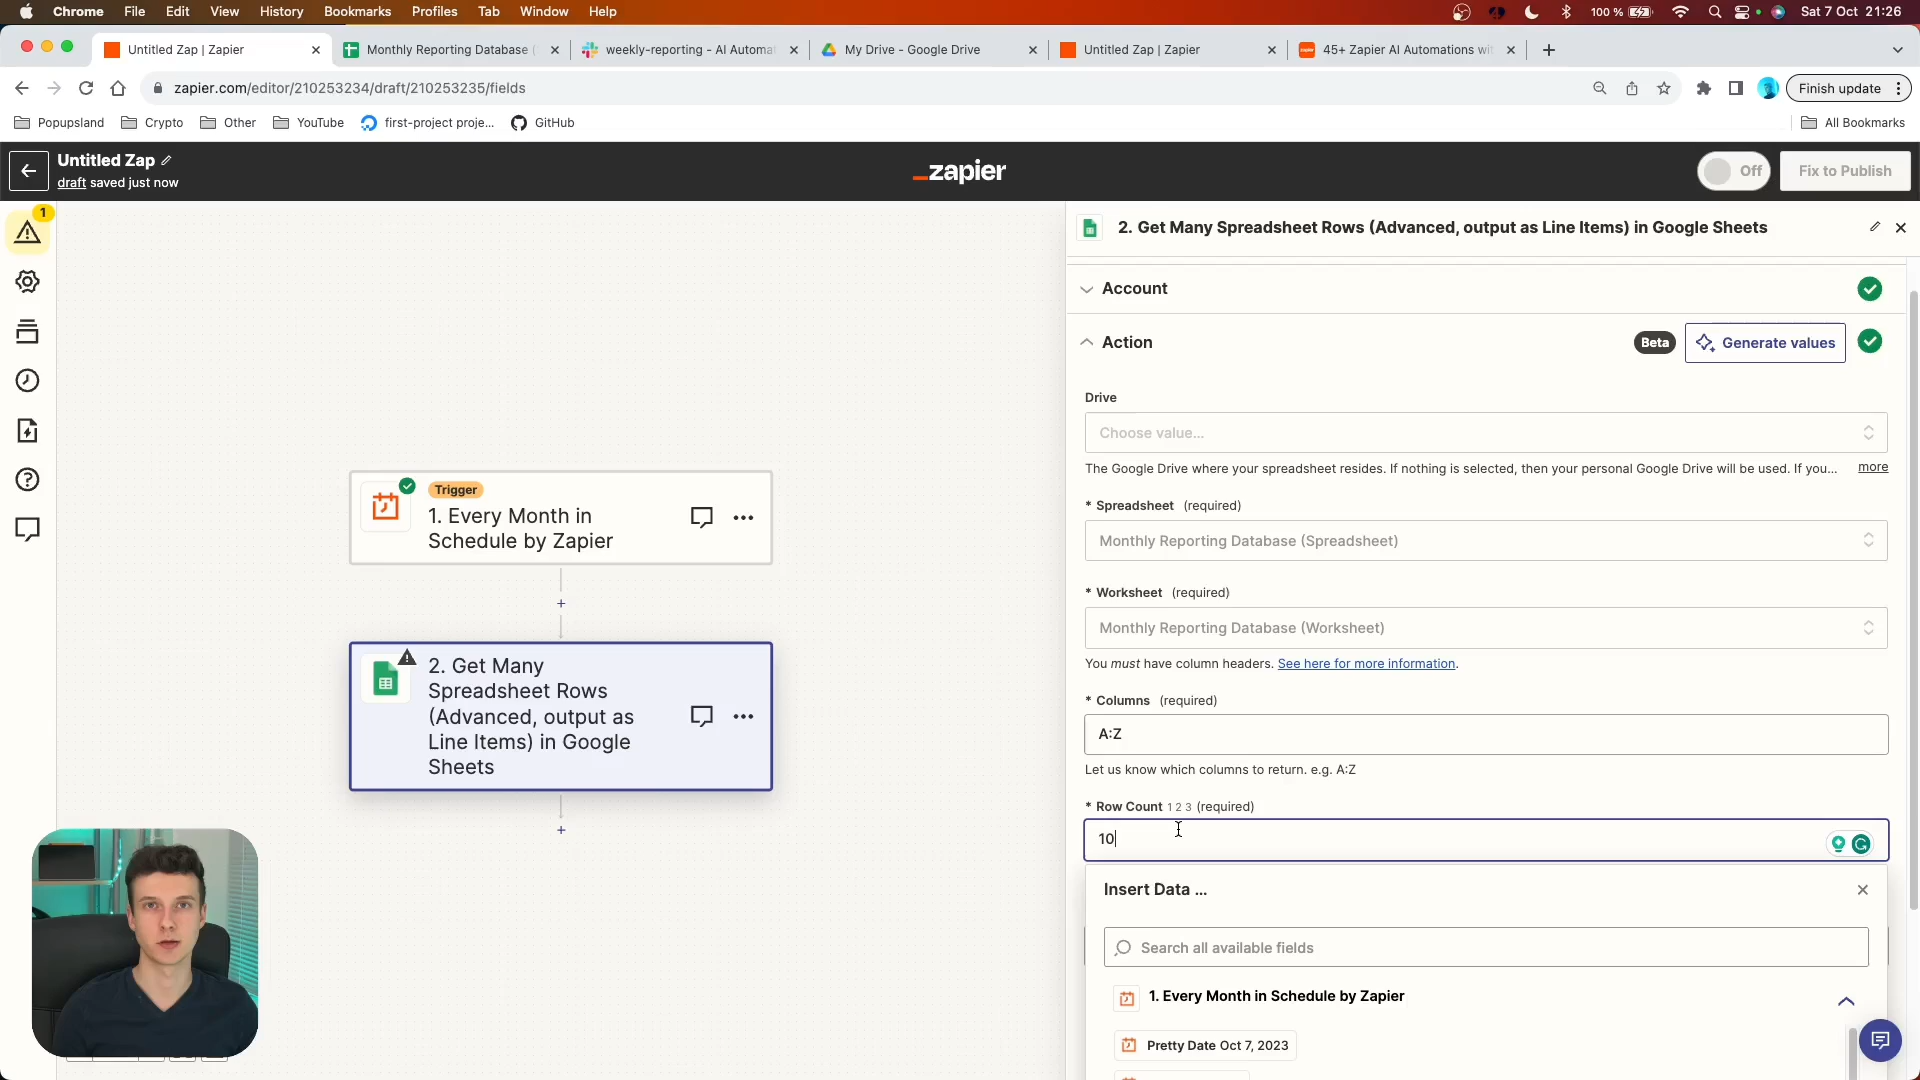 Chrome File Edit View History Bookmarks Profiles Tab Window Help
100 % Sat 7 Oct 21:26
Untitled Zap | Zapier
Monthly Reporting Database (
weekly-reporting - AI Automat
My Drive - Google Drive
Untitled Zap | Zapier
45+ Zapier AI Automations wit
zapier.com/editor/210253234/draft/210253235/fields
Finish update
Popupsland Crypto Other YouTube first-project proje... GitHub All Bookmarks
Untitled Zap
draft saved just now
zapier
Off
Fix to Publish
1
Trigger
1. Every Month in
Schedule by Zapier
+
2. Get Many
Spreadsheet Rows
(Advanced, output as
Line Items) in Google
Sheets
+
2. Get Many Spreadsheet Rows (Advanced, output as Line Items) in Google Sheets
Account
Action
Beta
Generate values
Drive
Choose value...
The Google Drive where your spreadsheet resides. If nothing is selected, then your personal Google Drive will be used. If you... more
* Spreadsheet (required)
Monthly Reporting Database (Spreadsheet)
* Worksheet (required)
Monthly Reporting Database (Worksheet)
You must have column headers. See here for more information.
* Columns (required)
A:Z
Let us know which columns to return. e.g. A:Z
* Row Count 1 2 3 (required)
10
Insert Data ...
Search all available fields
1. Every Month in Schedule by Zapier
Pretty Date Oct 7, 2023